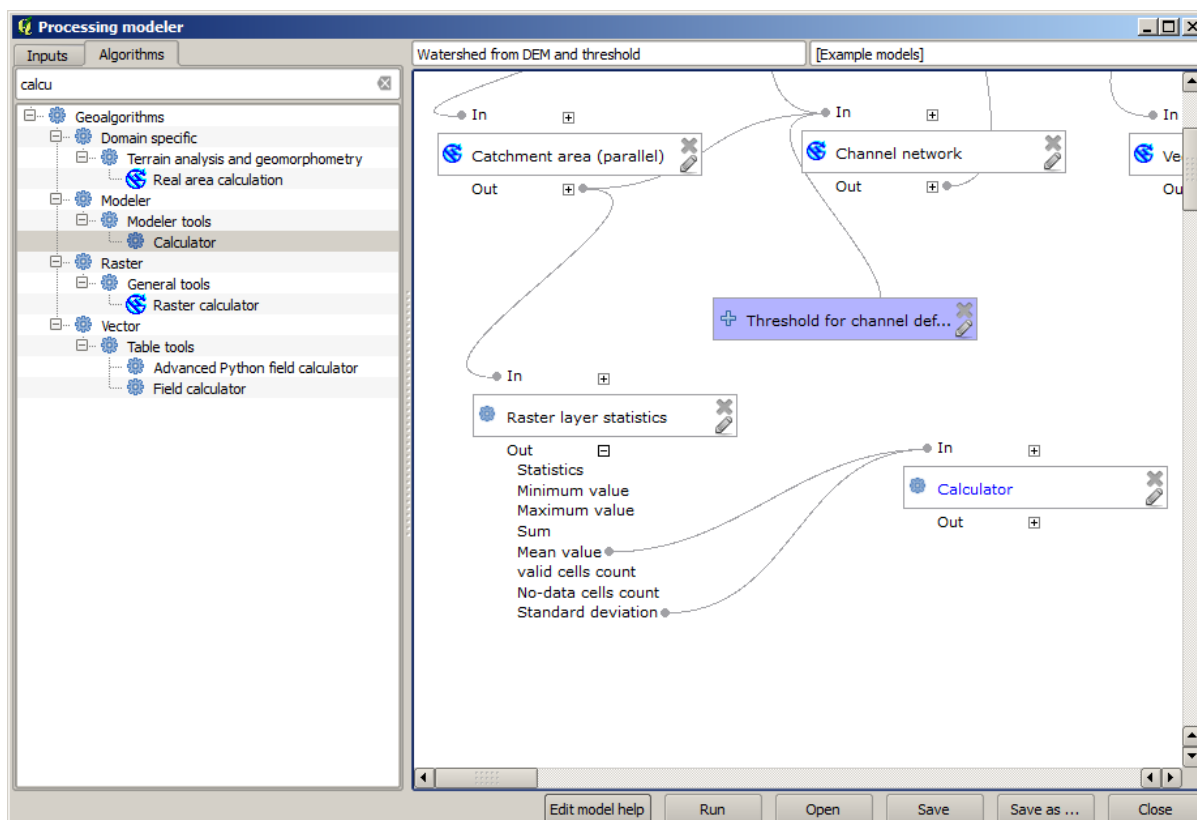 Processing modeler
Inputs
Algorithms
Watershed from DEM and threshold
[Example models]
calcu
Geoalgorithms
Domain specific
Terrain analysis and geomorphometry
Real area calculation
Modeler
Modeler tools
Calculator
Raster
General tools
Raster calculator
Vector
Table tools
Advanced Python field calculator
Field calculator
In
Catchment area (parallel)
Out
In
Channel network
Out
In
Threshold for channel def...
In
Raster layer statistics
Out
Statistics
Minimum value
Maximum value
Sum
Mean value
valid cells count
No-data cells count
Standard deviation
In
Calculator
Out
Edit model help
Run
Open
Save
Save as ...
Close